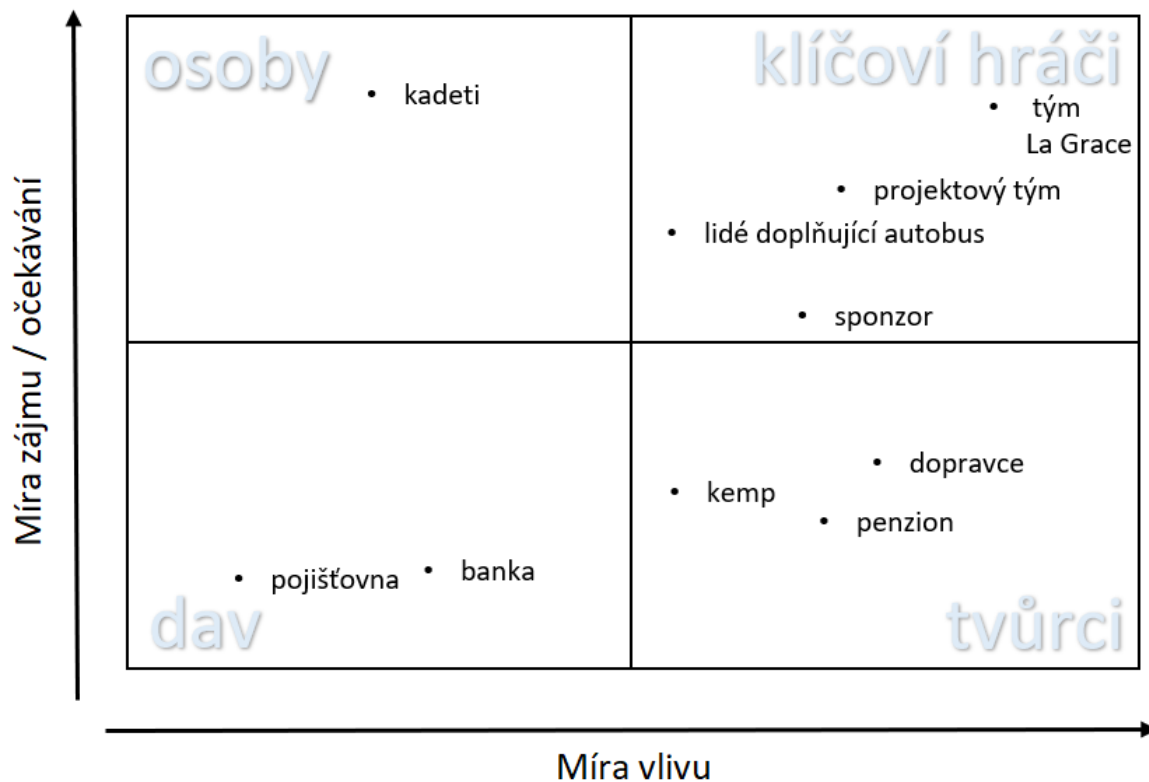 osoby
klíčoví hráči
• kadeti
• tým
La Grace
• projektový tým
• lidé doplňující autobus
• sponzor
Míra zájmu / očekávání
• dopravce
• kemp
• penzion
• banka
• pojišťovna
dav
tvůrci
Míra vlivu